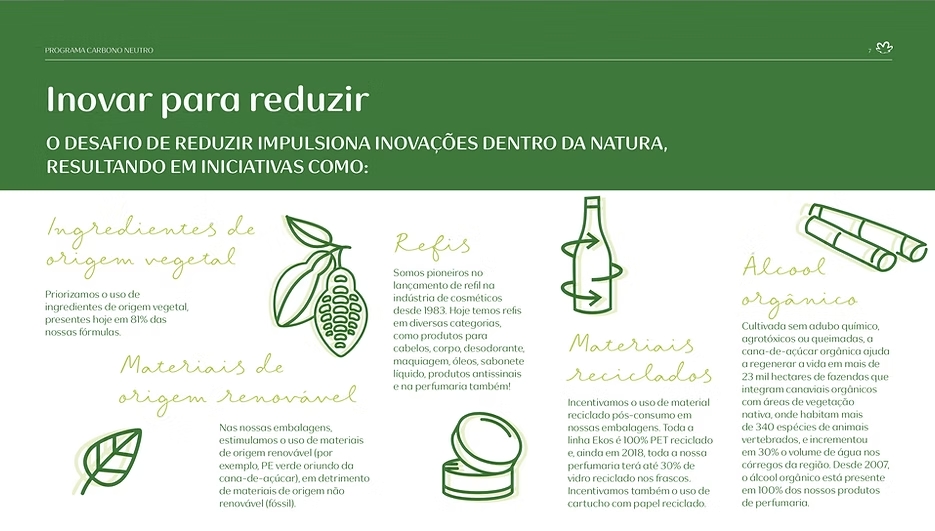 PROGRAMA CARBONO NEUTRO
7
Inovar para reduzir
O DESAFIO DE REDUZIR IMPULSIONA INOVAÇÕES DENTRO DA NATURA,
RESULTANDO EM INICIATIVAS COMO:
Ingredientes de
origem vegetal
Priorizamos o uso de
ingredientes de origem vegetal,
presentes hoje em 81% das
nossas fórmulas.
Materiais de
origem renovável
Nas nossas embalagens,
estimulamos o uso de materiais
de origem renovável (por
exemplo, PE verde oriundo da
cana-de-açúcar), em detrimento
de materiais de origem não
renovável (fóssil).
Refis
Somos pioneiros no
lançamento de refil na
indústria de cosméticos
desde 1983. Hoje temos refis
em diversas categorias,
como produtos para
cabelos, corpo, desodorante,
maquiagem, óleos, sabonete
líquido, produtos antissinais
e na perfumaria também!
Materiais
reciclados
Incentivamos o uso de material
reciclado pós-consumo em
nossas embalagens. Toda a
linha Ekos é 100% PET reciclado
e, ainda em 2018, toda a nossa
perfumaria terá até 30% de
vidro reciclado nos frascos.
Incentivamos também o uso de
cartucho com papel reciclado.
Álcool
orgânico
Cultivada sem adubo químico,
agrotóxicos ou queimadas, a
cana-de-açúcar orgânica ajuda
a regenerar a vida em mais de
23 mil hectares de fazendas que
integram canaviais orgânicos
com áreas de vegetação
nativa, onde habitam mais
de 340 espécies de animais
vertebrados, e incrementou
em 30% o volume de água nos
córregos da região. Desde 2007,
o álcool orgânico está presente
em 100% dos nossos produtos
de perfumaria.